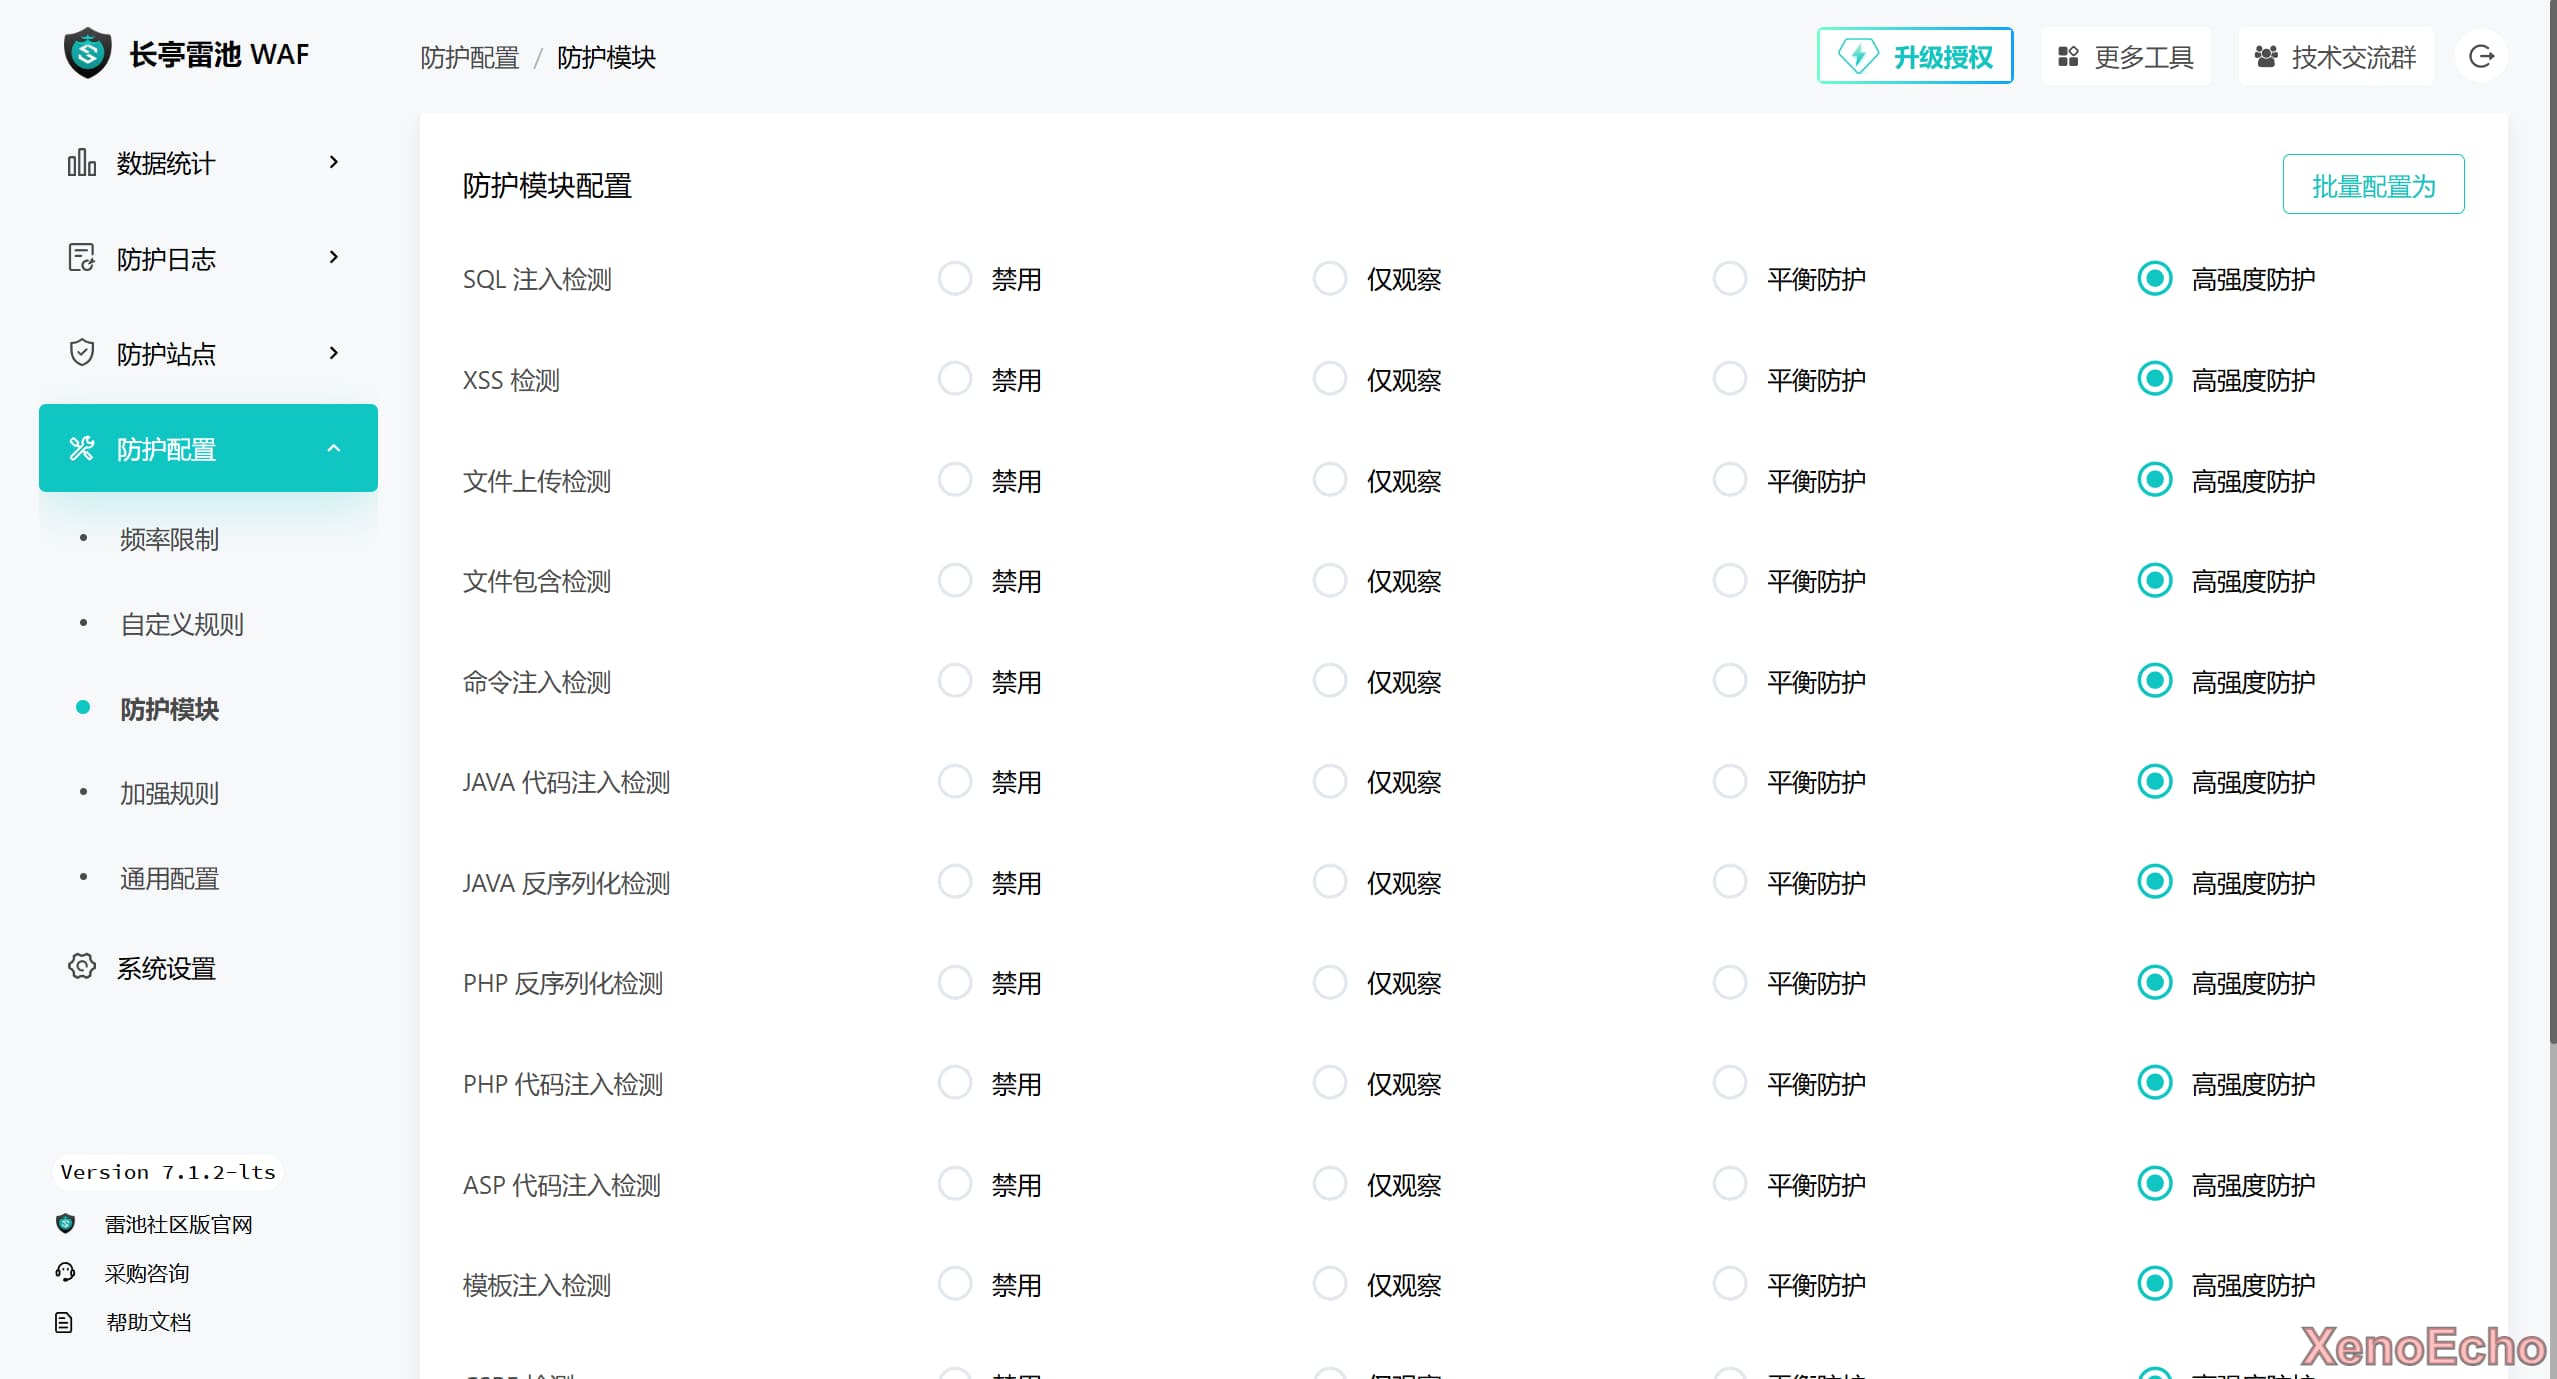 长亭雷池 WAF
防护配置 / 防护模块
升级授权
更多工具
技术交流群
数据统计
防护日志
防护站点
防护配置
频率限制
自定义规则
防护模块
加强规则
通用配置
系统设置
Version 7.1.2-lts
雷池社区版官网
采购咨询
帮助文档
防护模块配置
批量配置为
SQL 注入检测 禁用 仅观察 平衡防护 高强度防护
XSS 检测 禁用 仅观察 平衡防护 高强度防护
文件上传检测 禁用 仅观察 平衡防护 高强度防护
文件包含检测 禁用 仅观察 平衡防护 高强度防护
命令注入检测 禁用 仅观察 平衡防护 高强度防护
JAVA 代码注入检测 禁用 仅观察 平衡防护 高强度防护
JAVA 反序列化检测 禁用 仅观察 平衡防护 高强度防护
PHP 反序列化检测 禁用 仅观察 平衡防护 高强度防护
PHP 代码注入检测 禁用 仅观察 平衡防护 高强度防护
ASP 代码注入检测 禁用 仅观察 平衡防护 高强度防护
模板注入检测 禁用 仅观察 平衡防护 高强度防护
XenoEcho